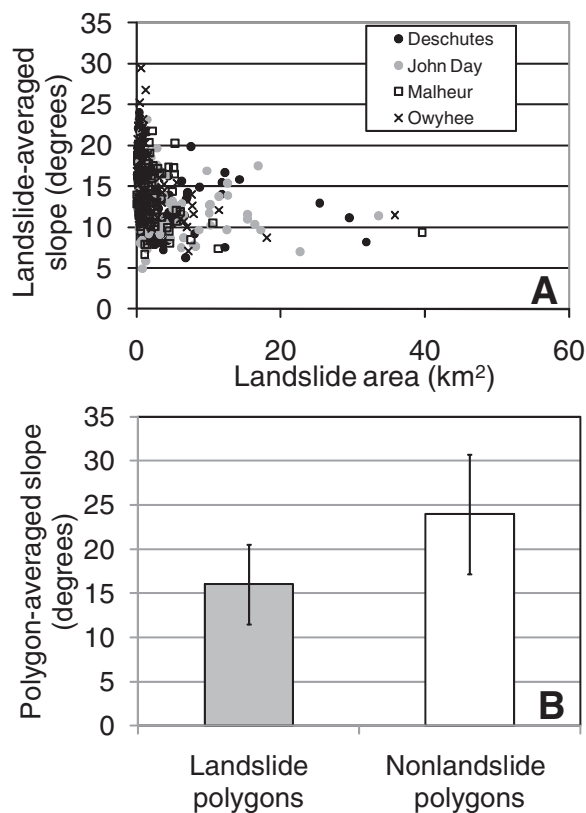 35
30
25
20
15
10
5
0
Landslide-averaged
slope (degrees)
Deschutes
John Day
Malheur
Owyhee
A
0 20 40 60
Landslide area (km²)
35
30
25
20
15
10
5
0
Polygon-averaged slope
(degrees)
B
Landslide
polygons
Nonlandslide
polygons